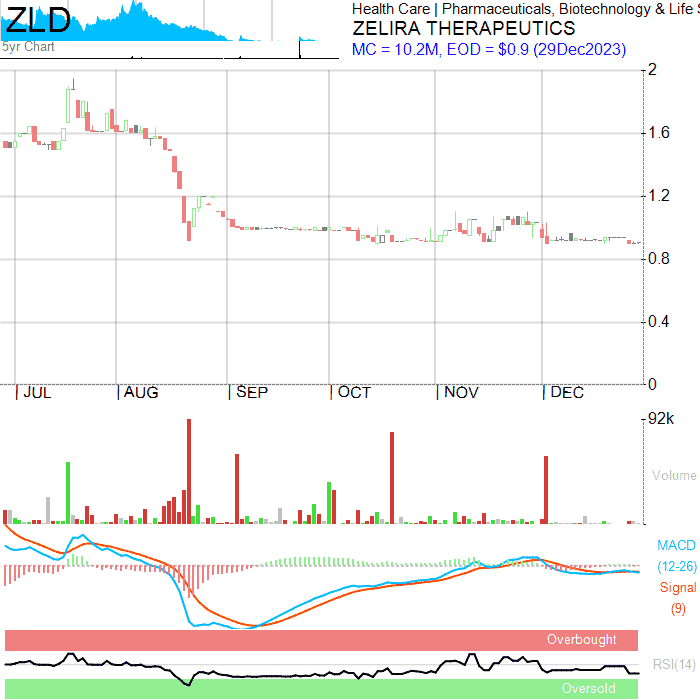 ZLD
5yr Chart
Health Care | Pharmaceuticals, Biotechnology & Life S
ZELIRA THERAPEUTICS
MC = 10.2M, EOD = $0.9 (29Dec2023)
2
1.6
1.2
0.8
0.4
0
JUL AUG SEP OCT NOV DEC
92k
Volume
MACD
(12-26)
Signal
(9)
Overbought
RSI(14)
Oversold